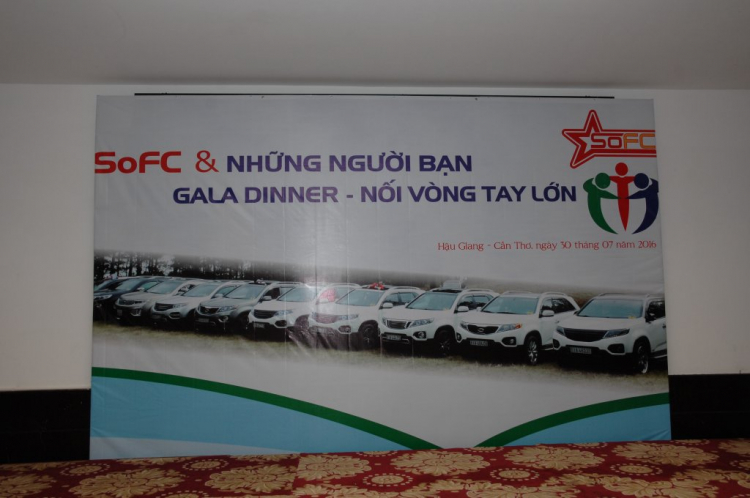 SoFC
SoFC & NHỮNG NGƯỜI BẠN
GALA DINNER - NỐI VÒNG TAY LỚN
Hậu Giang - Cần Thơ, ngày 30 tháng 07 năm 2016